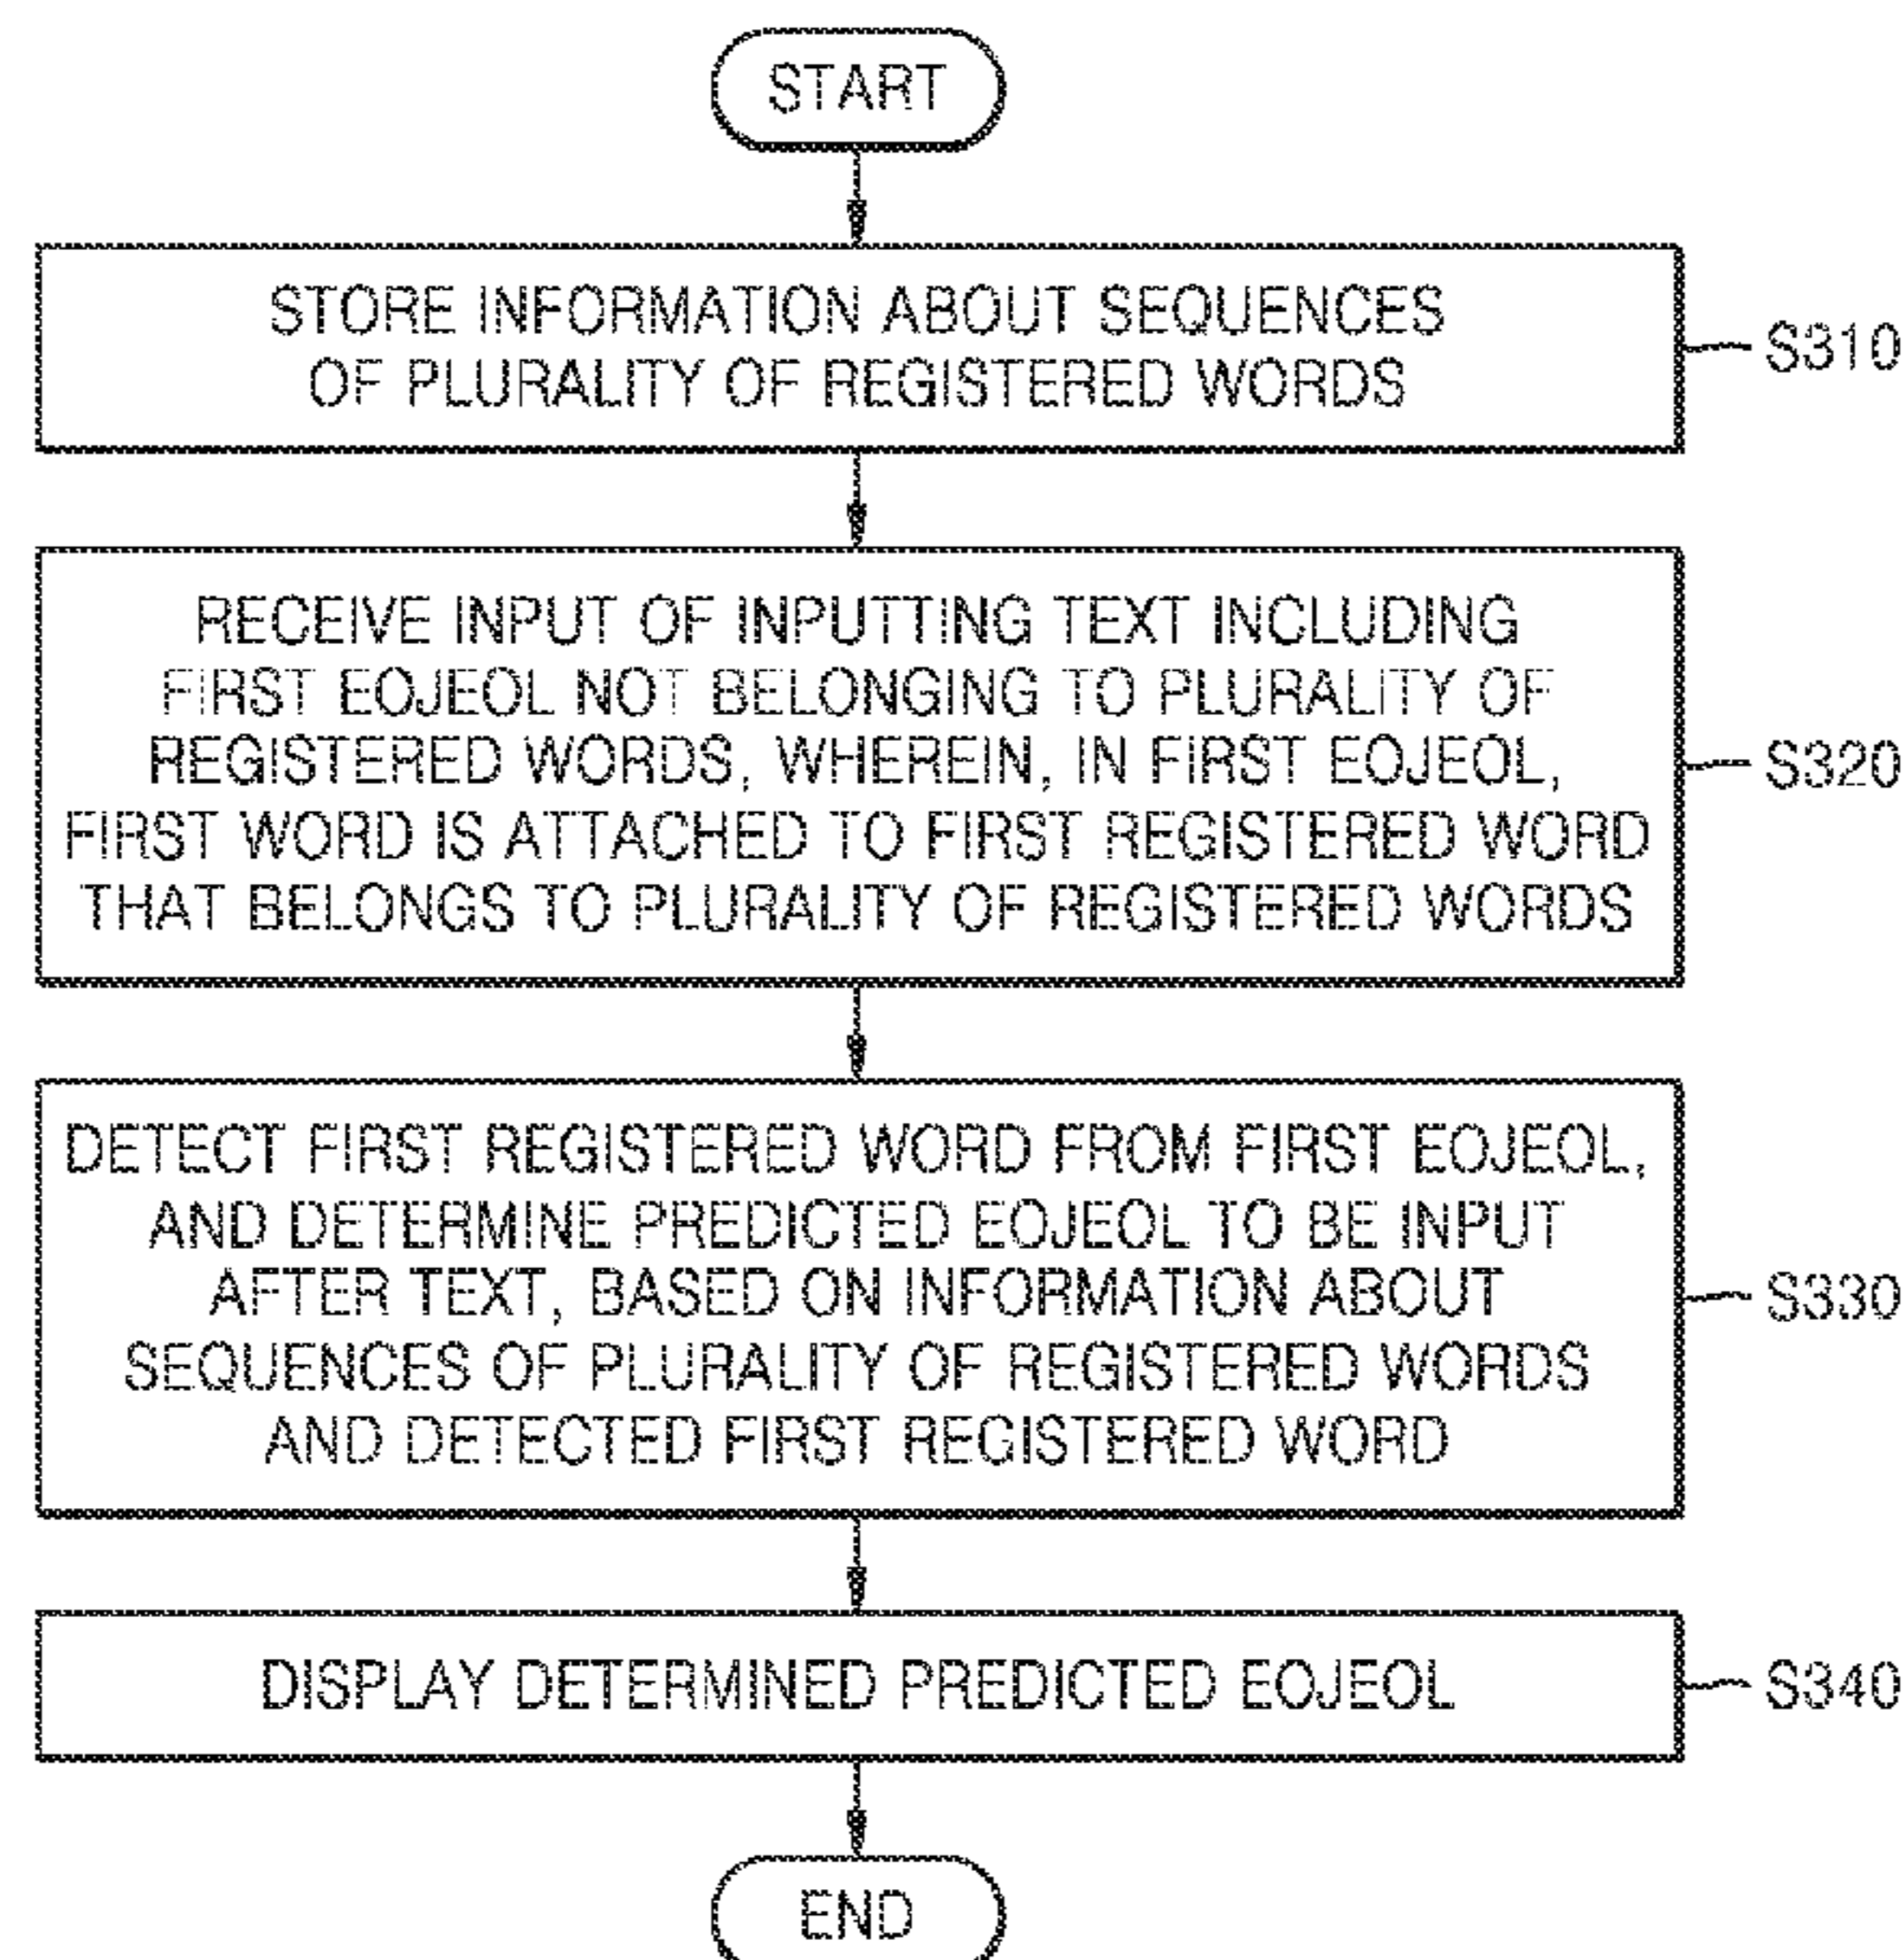 START
STORE INFORMATION ABOUT SEQUENCES
OF PLURALITY OF REGISTERED WORDS
S310
RECEIVE INPUT OF INPUTTING TEXT INCLUDING
FIRST EOJEOL NOT BELONGING TO PLURALITY OF
REGISTERED WORDS, WHEREIN, IN FIRST EOJEOL,
FIRST WORD IS ATTACHED TO FIRST REGISTERED WORD
THAT BELONGS TO PLURALITY OF REGISTERED WORDS
S320
DETECT FIRST REGISTERED WORD FROM FIRST EOJEOL,
AND DETERMINE PREDICTED EOJEOL TO BE INPUT
AFTER TEXT, BASED ON INFORMATION ABOUT
SEQUENCES OF PLURALITY OF REGISTERED WORDS
AND DETECTED FIRST REGISTERED WORD
S330
DISPLAY DETERMINED PREDICTED EOJEOL
S340
END